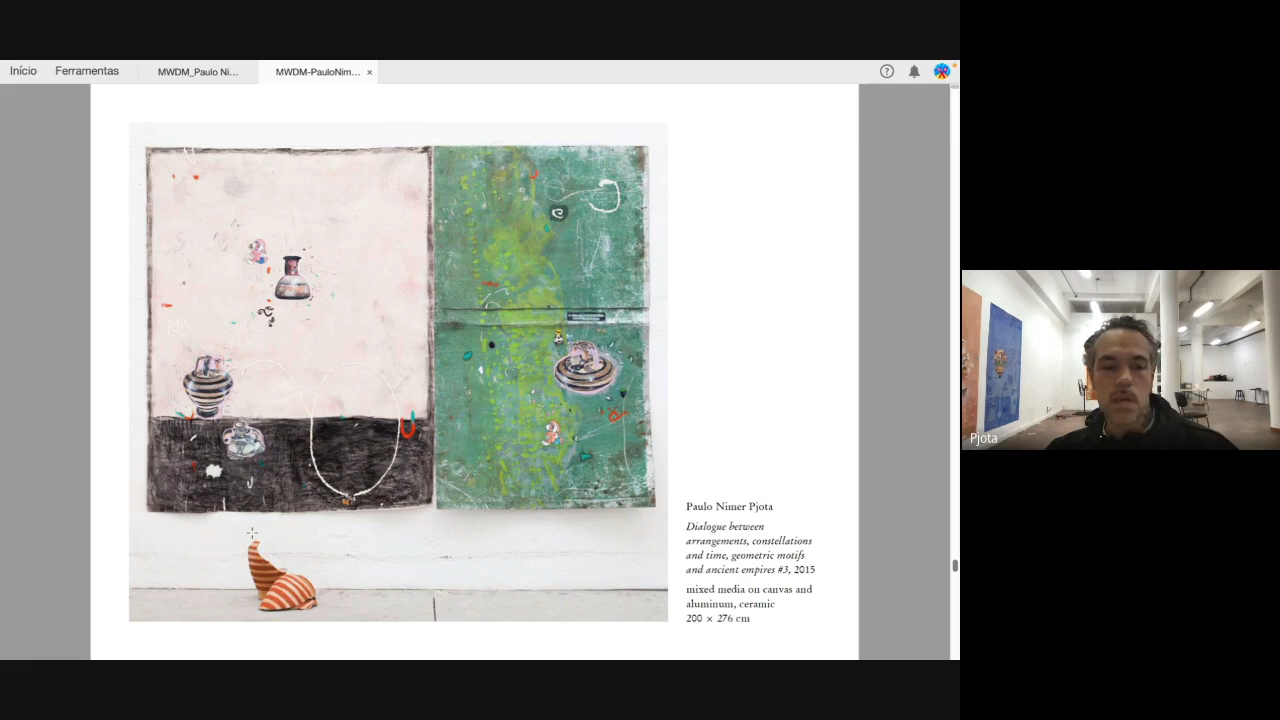 Início Ferramentas MWDM_Paulo Ni... MWDM-PauloNim... ×
Paulo Nimer Pjota
Dialogue between
arrangements, constellations
and time, geometric motifs
and ancient empires #3, 2015
mixed media on canvas and
aluminum, ceramic
200 × 276 cm
Pjota